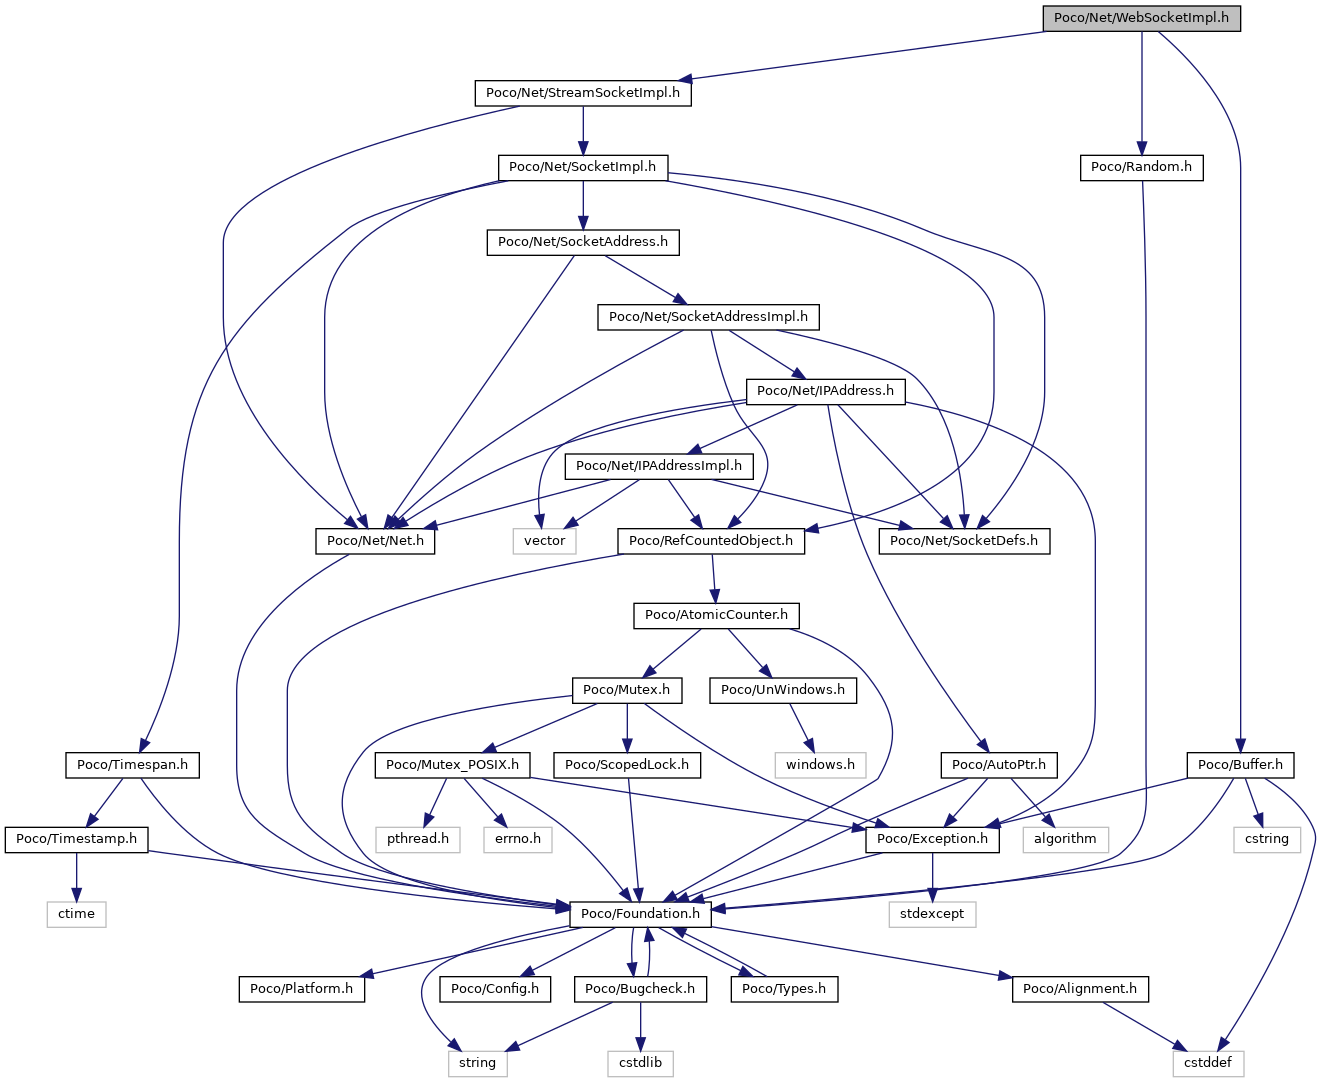 Poco/Net/WebSocketImpl.h
Poco/Net/StreamSocketImpl.h
Poco/Net/SocketImpl.h
Poco/Random.h
Poco/Net/SocketAddress.h
Poco/Net/SocketAddressImpl.h
Poco/Net/IPAddress.h
Poco/Net/IPAddressImpl.h
Poco/Net/Net.h
vector
Poco/RefCountedObject.h
Poco/Net/SocketDefs.h
Poco/AtomicCounter.h
Poco/Mutex.h
Poco/UnWindows.h
Poco/Timespan.h
Poco/Mutex_POSIX.h
Poco/ScopedLock.h
windows.h
Poco/AutoPtr.h
Poco/Buffer.h
Poco/Timestamp.h
pthread.h
errno.h
Poco/Exception.h
algorithm
cstring
ctime
Poco/Foundation.h
stdexcept
Poco/Platform.h
Poco/Config.h
Poco/Bugcheck.h
Poco/Types.h
Poco/Alignment.h
string
cstdlib
cstddef